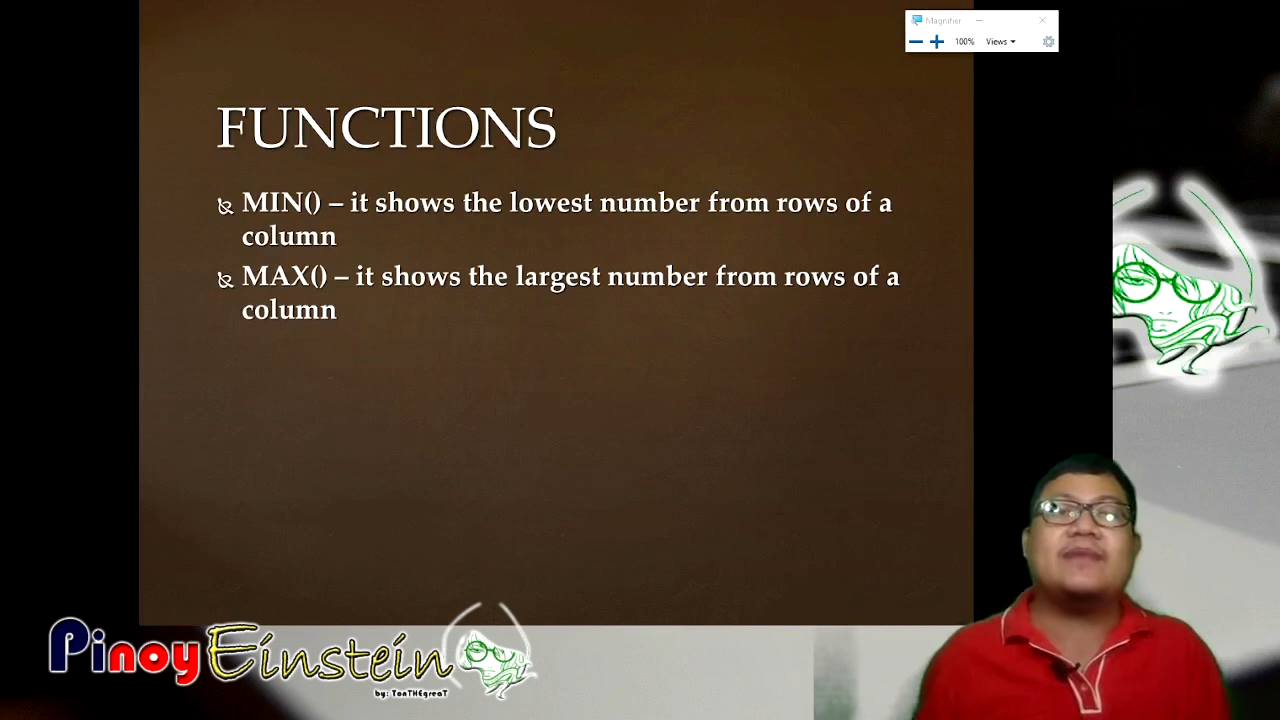 Magnifier
100%
Views
FUNCTIONS
MIN() – it shows the lowest number from rows of a
column
MAX() – it shows the largest number from rows of a
column
PinoyEinstein
by: TonTHEgreaT